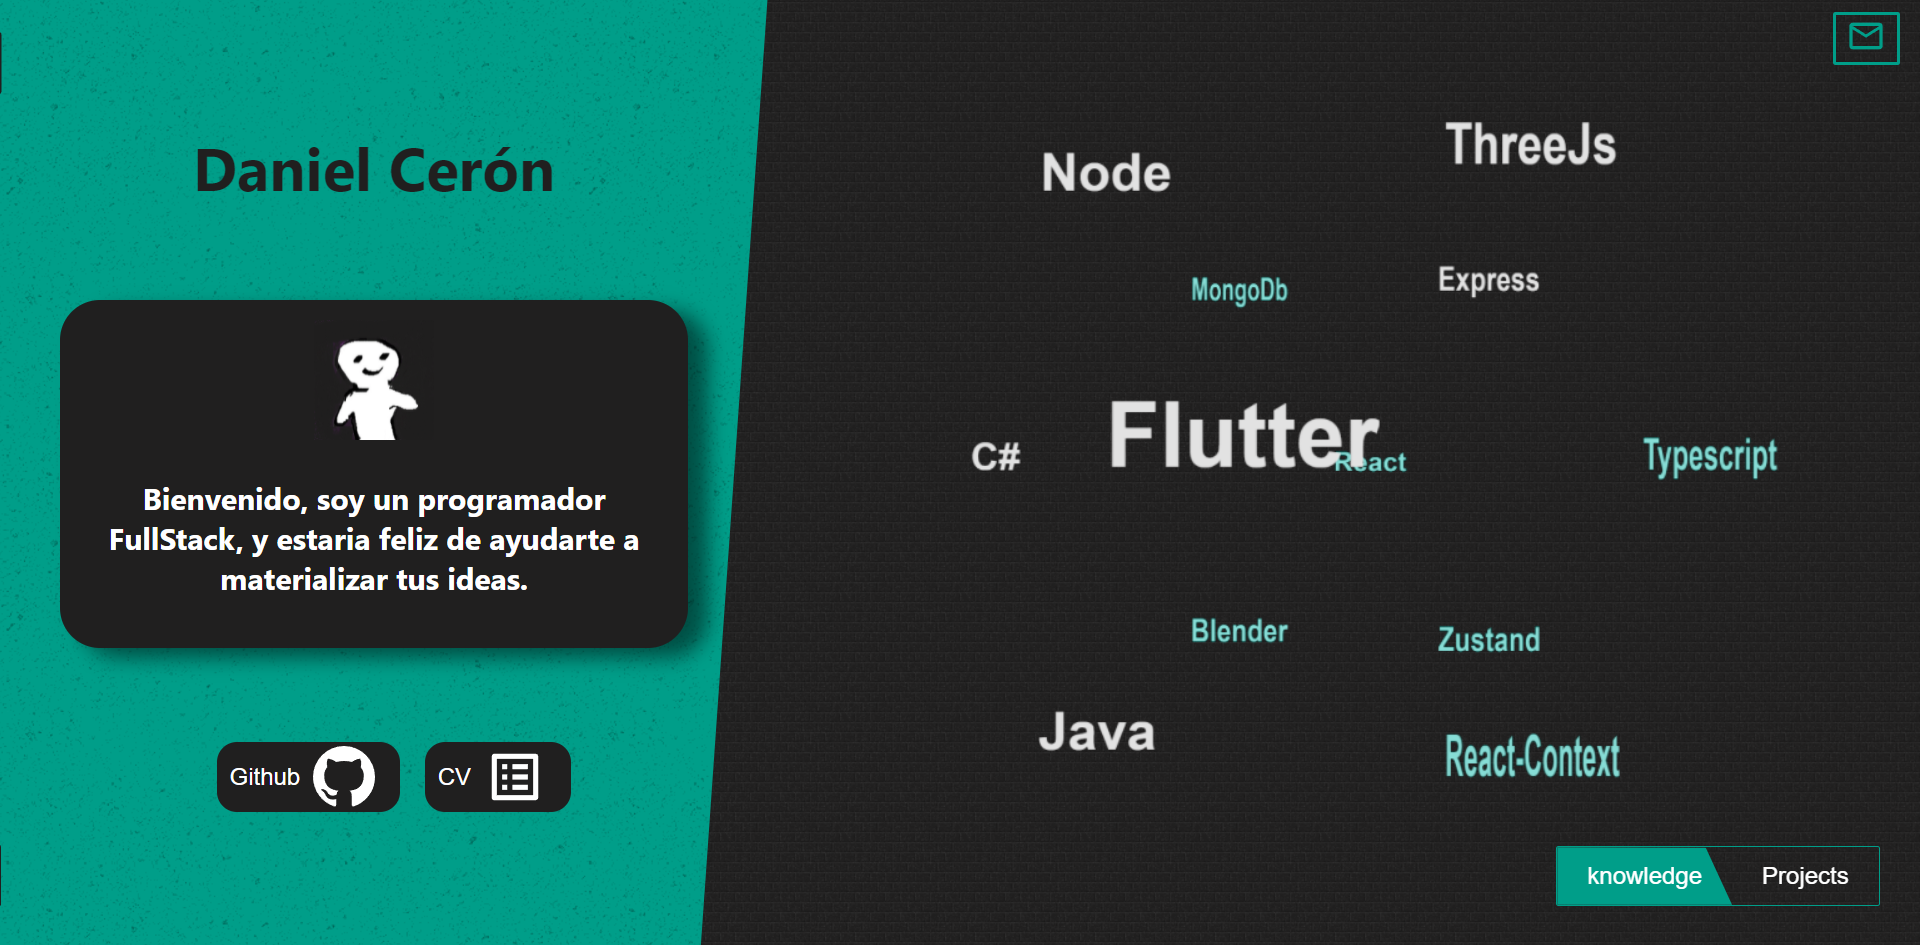 Daniel Cerón
Bienvenido, soy un programador
FullStack, y estaria feliz de ayudarte a
materializar tus ideas.
Github
CV
Node
ThreeJs
MongoDb
Express
C#
Flutter
React
Typescript
Blender
Zustand
Java
React-Context
knowledge
Projects